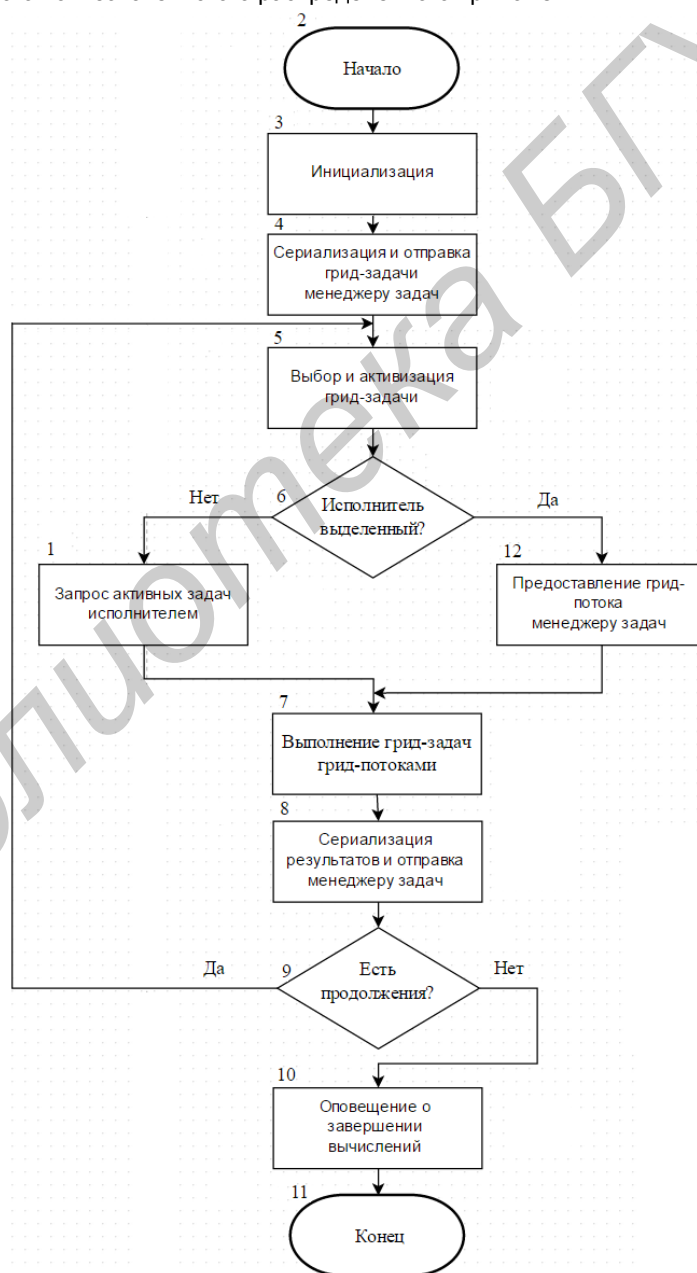 2
Начало
3
Инициализация
4
Сериализация и отправка
грид-задачи
менеджеру задач
5
Выбор и активизация
грид-задачи
6
Исполнитель
выделенный?
Нет
Да
1
Запрос активных задач
исполнителем
12
Предоставление грид-
потока
менеджеру задач
7
Выполнение грид-задач
грид-потоками
8
Сериализация
результатов и отправка
менеджеру задач
9
Есть
продолжения?
Да
Нет
10
Оповещение о
завершении
вычислений
11
Конец